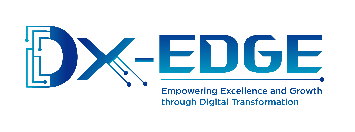 DX-EDGE
Empowering Excellence and Growth
through Digital Transformation